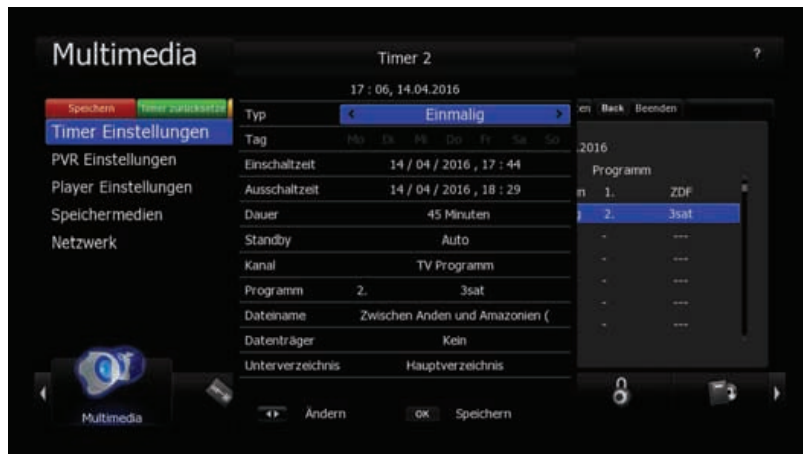 Multimedia
Timer 2
?
17 : 06, 14.04.2016
Speichern Timer zurücksetze
en Back Beenden
Timer Einstellungen
PVR Einstellungen
Player Einstellungen
Speichermedien
Netzwerk
Typ Einmalig
Tag Mo Di Mi Do Fr Sa So
Einschaltzeit 14 / 04 / 2016 , 17 : 44
Ausschaltzeit 14 / 04 / 2016 , 18 : 29
Dauer 45 Minuten
Standby Auto
Kanal TV Programm
Programm 2. 3sat
Dateiname Zwischen Anden und Amazonien (
Datenträger Kein
Unterverzeichnis Hauptverzeichnis
.2016
Programm
n 1. ZDF
g 2. 3sat
- ---
- ---
- ---
- ---
- ---
Multimedia
Ändern OK Speichern